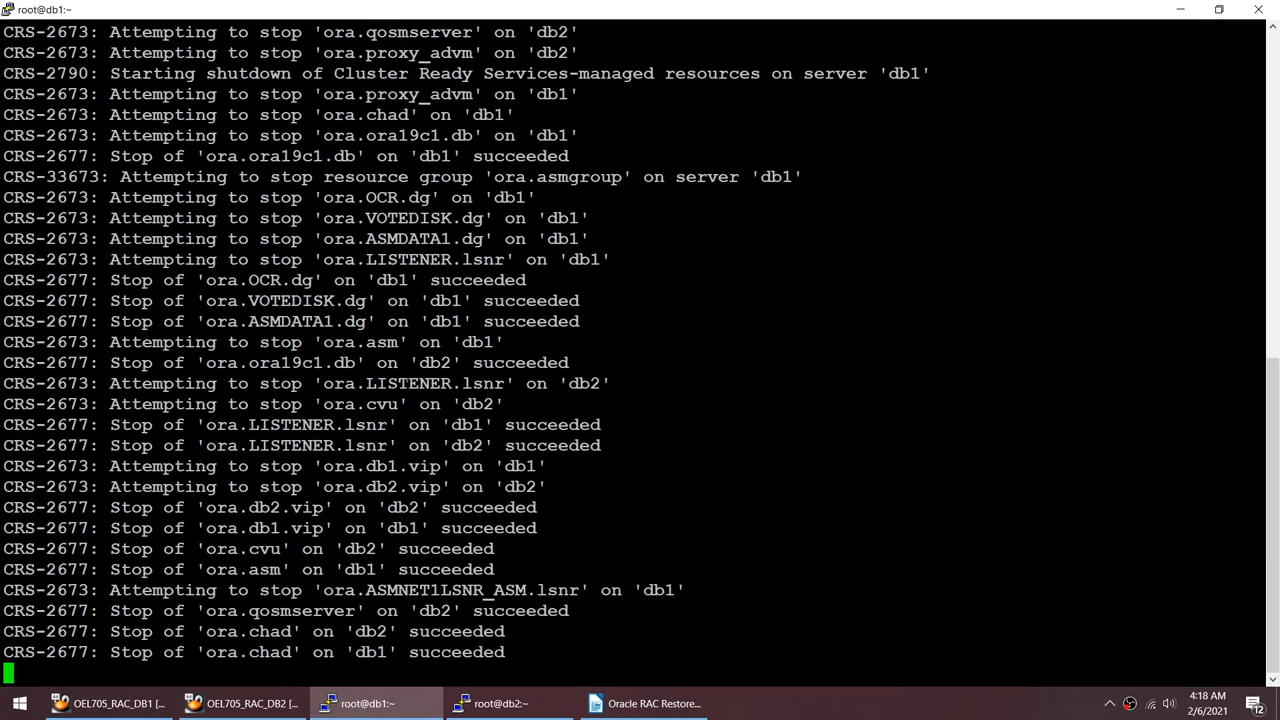 root@db1:~
CRS-2673: Attempting to stop 'ora.qosmserver' on 'db2'
CRS-2673: Attempting to stop 'ora.proxy_advm' on 'db2'
CRS-2790: Starting shutdown of Cluster Ready Services-managed resources on server 'db1'
CRS-2673: Attempting to stop 'ora.proxy_advm' on 'db1'
CRS-2673: Attempting to stop 'ora.chad' on 'db1'
CRS-2673: Attempting to stop 'ora.ora19c1.db' on 'db1'
CRS-2677: Stop of 'ora.ora19c1.db' on 'db1' succeeded
CRS-33673: Attempting to stop resource group 'ora.asmgroup' on server 'db1'
CRS-2673: Attempting to stop 'ora.OCR.dg' on 'db1'
CRS-2673: Attempting to stop 'ora.VOTEDISK.dg' on 'db1'
CRS-2673: Attempting to stop 'ora.ASMDATA1.dg' on 'db1'
CRS-2673: Attempting to stop 'ora.LISTENER.lsnr' on 'db1'
CRS-2677: Stop of 'ora.OCR.dg' on 'db1' succeeded
CRS-2677: Stop of 'ora.VOTEDISK.dg' on 'db1' succeeded
CRS-2677: Stop of 'ora.ASMDATA1.dg' on 'db1' succeeded
CRS-2673: Attempting to stop 'ora.asm' on 'db1'
CRS-2677: Stop of 'ora.ora19c1.db' on 'db2' succeeded
CRS-2673: Attempting to stop 'ora.LISTENER.lsnr' on 'db2'
CRS-2673: Attempting to stop 'ora.cvu' on 'db2'
CRS-2677: Stop of 'ora.LISTENER.lsnr' on 'db1' succeeded
CRS-2677: Stop of 'ora.LISTENER.lsnr' on 'db2' succeeded
CRS-2673: Attempting to stop 'ora.db1.vip' on 'db1'
CRS-2673: Attempting to stop 'ora.db2.vip' on 'db2'
CRS-2677: Stop of 'ora.db2.vip' on 'db2' succeeded
CRS-2677: Stop of 'ora.db1.vip' on 'db1' succeeded
CRS-2677: Stop of 'ora.cvu' on 'db2' succeeded
CRS-2677: Stop of 'ora.asm' on 'db1' succeeded
CRS-2673: Attempting to stop 'ora.ASMNET1LSNR_ASM.lsnr' on 'db1'
CRS-2677: Stop of 'ora.qosmserver' on 'db2' succeeded
CRS-2677: Stop of 'ora.chad' on 'db2' succeeded
CRS-2677: Stop of 'ora.chad' on 'db1' succeeded
OEL705_RAC_DB1 [... OEL705_RAC_DB2 [... root@db1:~ root@db2:~ Oracle RAC Restore... 4:18 AM
2/6/2021 12